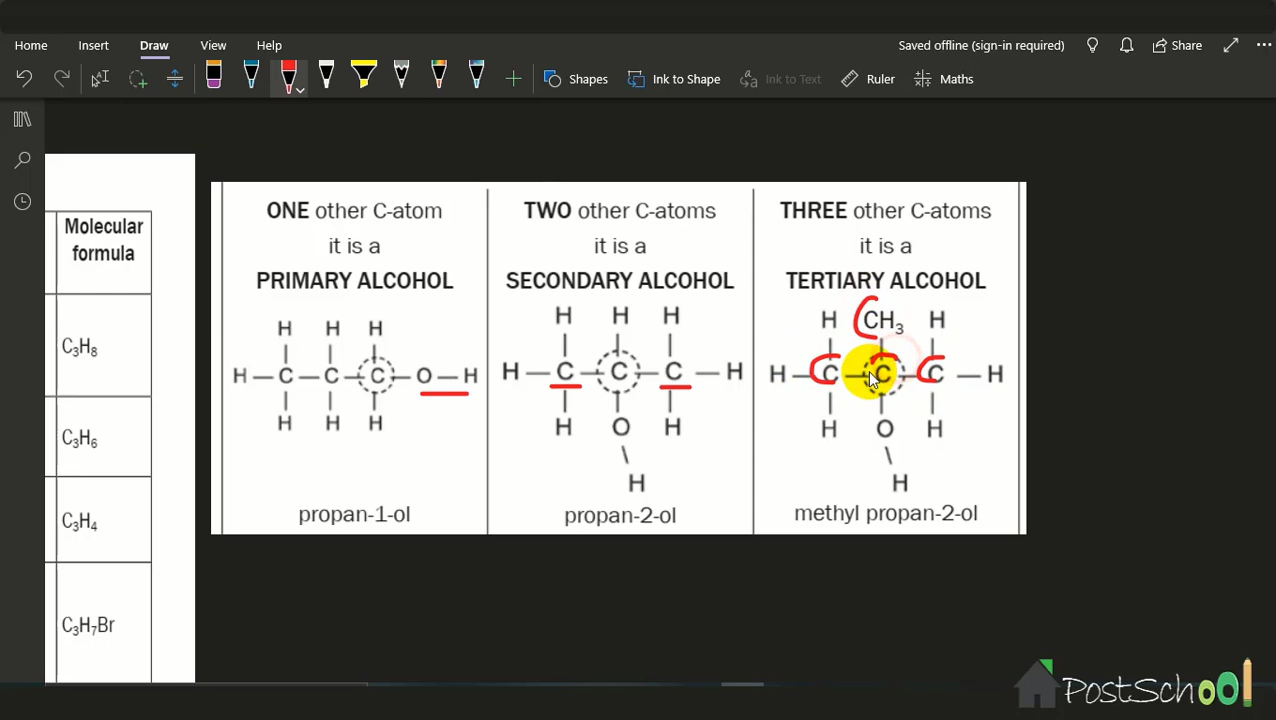 Home Insert Draw View Help Saved offline (sign-in required) Share
Shapes Ink to Shape Ink to Text Ruler Maths
Molecular
formula
C₃H₈
C₃H₆
C₃H₄
C₃H₇Br
ONE other C-atom
it is a
PRIMARY ALCOHOL
H H H
H — C — C — C — O — H
H H H
propan-1-ol
TWO other C-atoms
it is a
SECONDARY ALCOHOL
H H H
H — C — C — C — H
H O H
H
propan-2-ol
THREE other C-atoms
it is a
TERTIARY ALCOHOL
H CH₃ H
H — C — C — C — H
H O H
H
methyl propan-2-ol
PostSchool